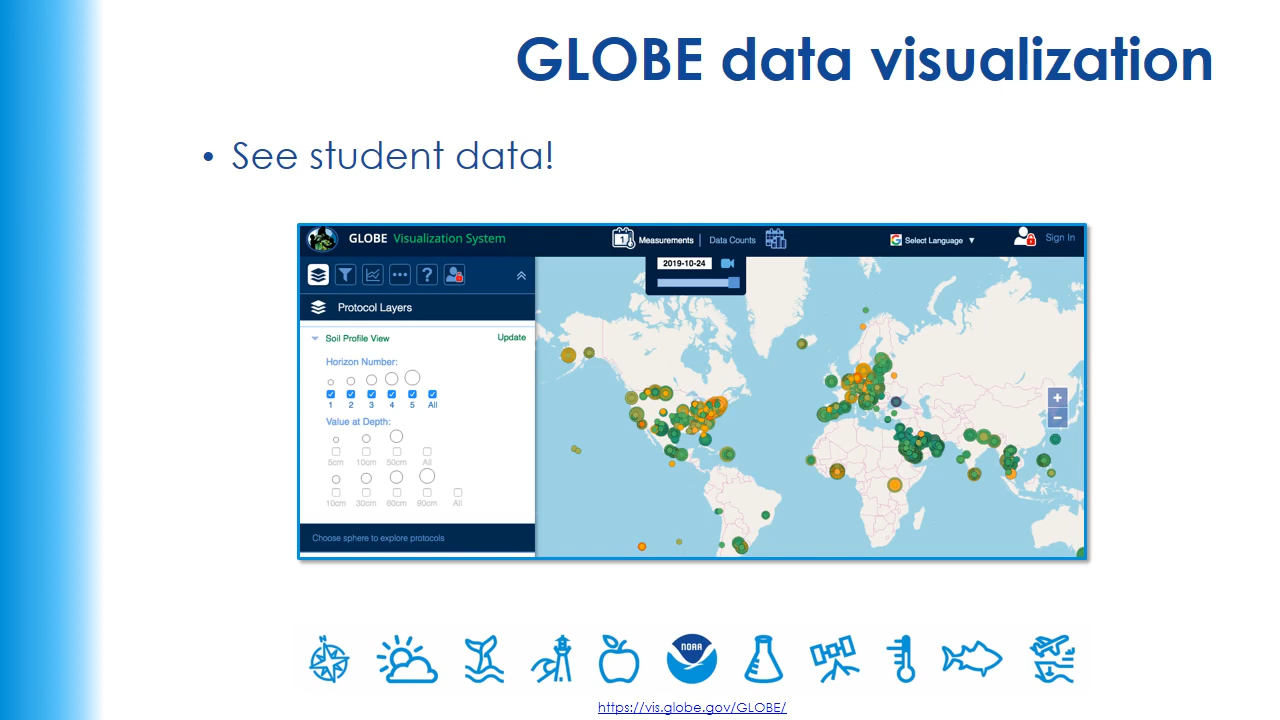 GLOBE data visualization
• See student data!
GLOBE Visualization System
1 Measurements | Data Counts
Select Language ▼
Sign In
2019-10-24
?
Protocol Layers
Soil Profile View Update
Horizon Number:
1 2 3 4 5 All
Value at Depth:
5cm 10cm 50cm All
10cm 30cm 60cm 90cm All
Choose sphere to explore protocols
+
−
N
NOAA
https://vis.globe.gov/GLOBE/